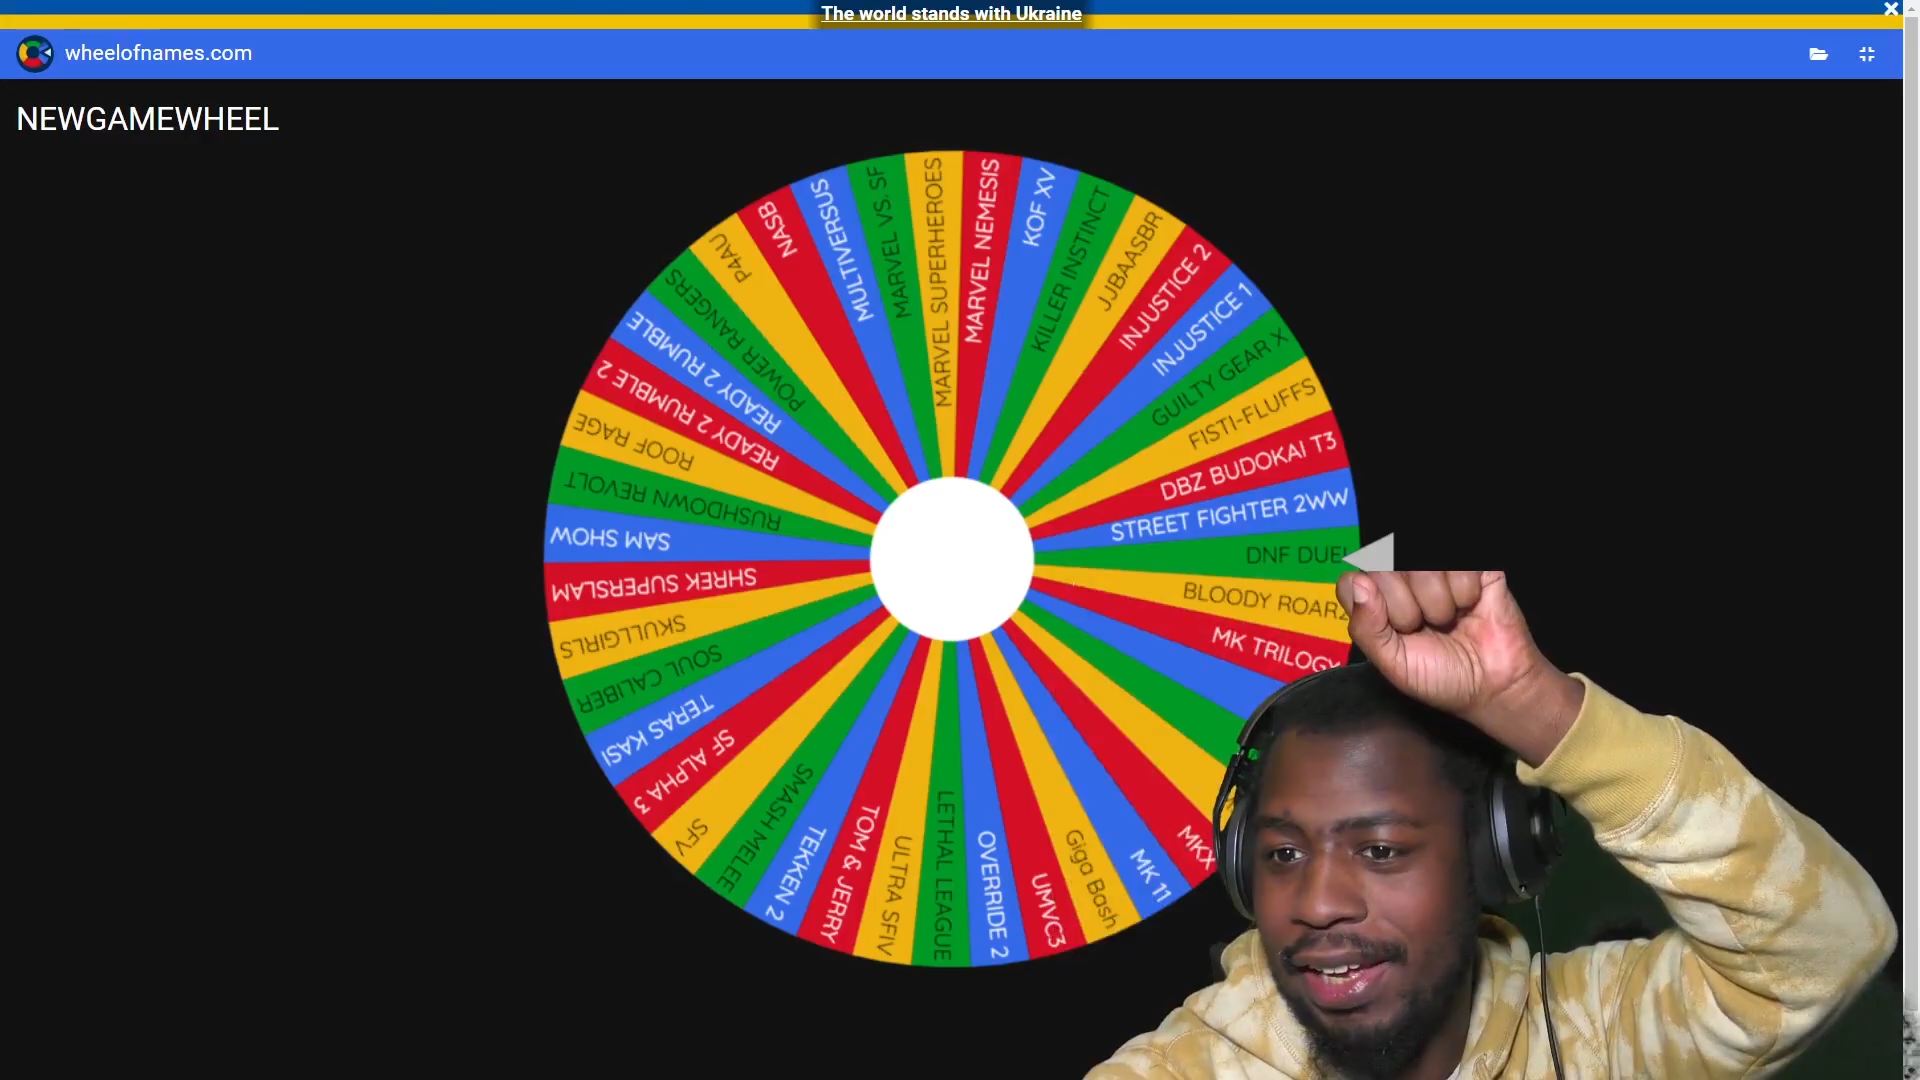 The world stands with Ukraine
wheelofnames.com
NEWGAMEWHEEL
MARVEL SUPERHEROES
MARVEL NEMESIS
KOF XV
KILLER INSTINCT
JJBAASBR
INJUSTICE 2
INJUSTICE 1
GUILTY GEAR X
FISTI-FLUFFS
DBZ BUDOKAI T3
STREET FIGHTER 2WW
DNF DUEL
BLOODY ROAR2
MK TRILOGY
MKX
MK 11
Giga Bash
UMVC3
OVERRIDE 2
LETHAL LEAGUE
ULTRA SFIV
TOM & JERRY
TEKKEN 2
SMASH MELEE
SFV
SF ALPHA 3
TERAS KASI
SOUL CALIBER
SKULLGIRLS
SHREK SUPERSLAM
SAM SHOW
RUSHDOWN REVOLT
ROOF RAGE
READY 2 RUMBLE 2
READY 2 RUMBLE
POWER RANGERS
P4AU
NASB
MULTIVERSUS
MARVEL VS. SF